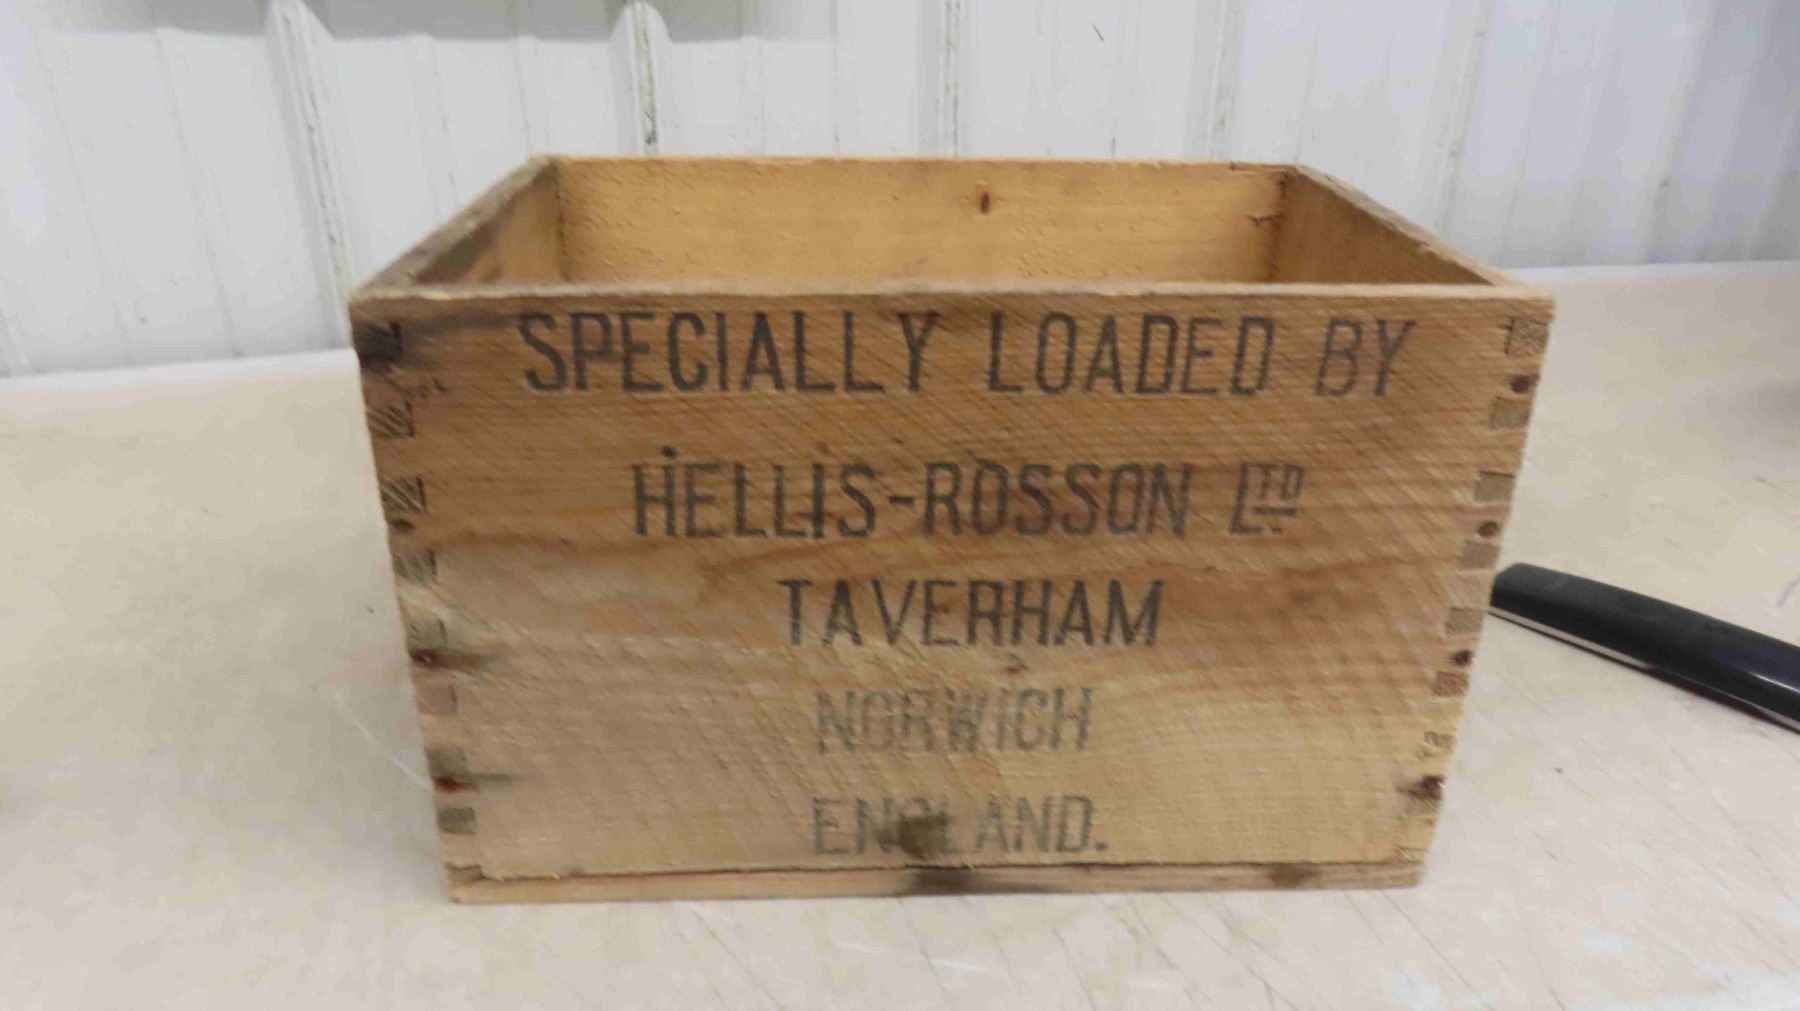 SPECIALLY LOADED BY
HELLIS-ROSSON LTD
TAVERHAM
NORWICH
ENGLAND.